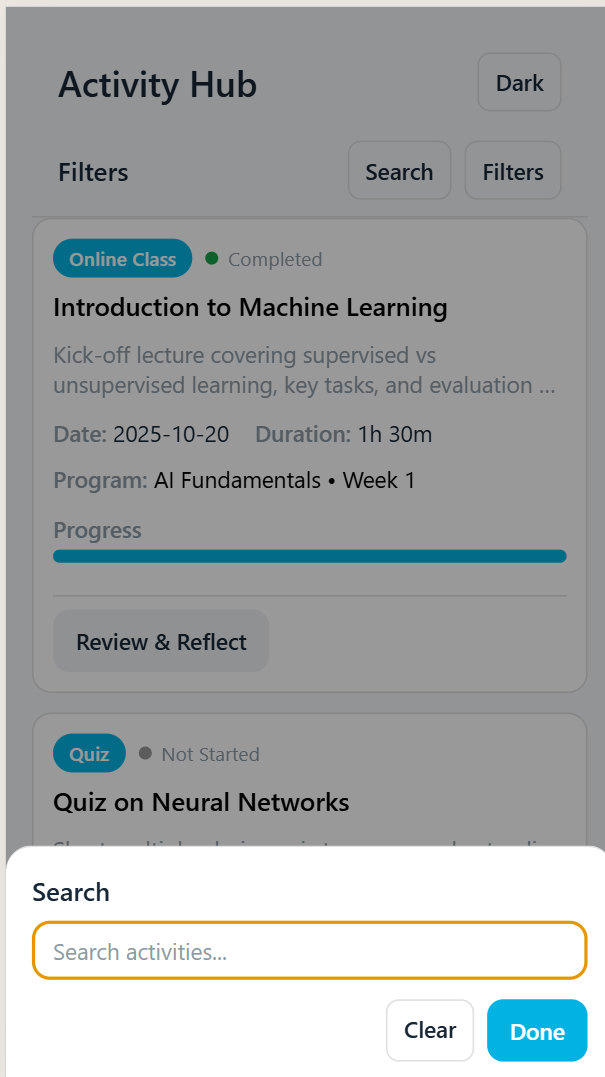 Activity Hub
Dark
Filters
Search
Filters
Online Class
Completed
Introduction to Machine Learning
Kick-off lecture covering supervised vs
unsupervised learning, key tasks, and evaluation ...
Date: 2025-10-20 Duration: 1h 30m
Program: AI Fundamentals • Week 1
Progress
Review & Reflect
Quiz
Not Started
Quiz on Neural Networks
Search
Search activities...
Clear
Done